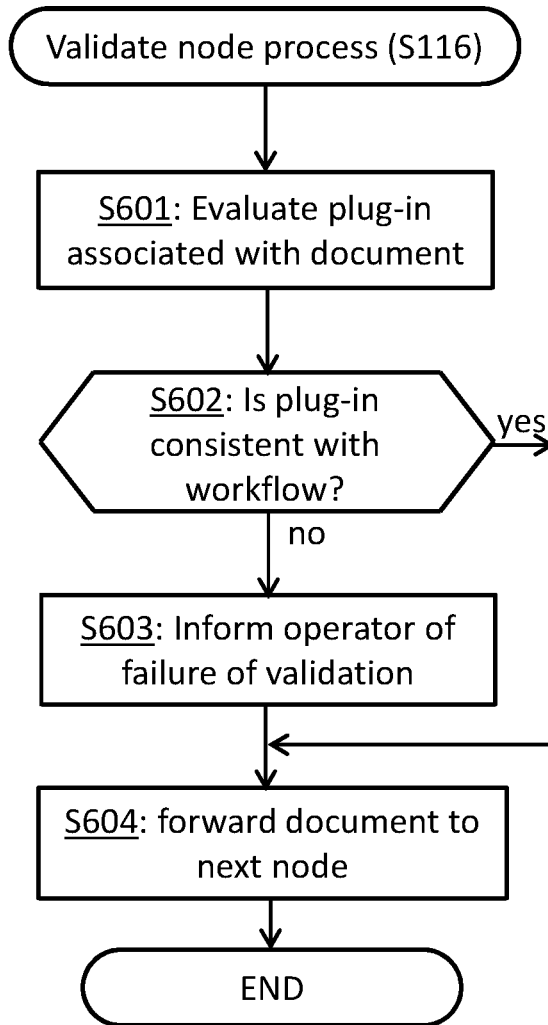 Validate node process (S116)
S601: Evaluate plug-in
associated with document
S602: Is plug-in
consistent with
workflow?
yes
no
S603: Inform operator of
failure of validation
S604: forward document to
next node
END